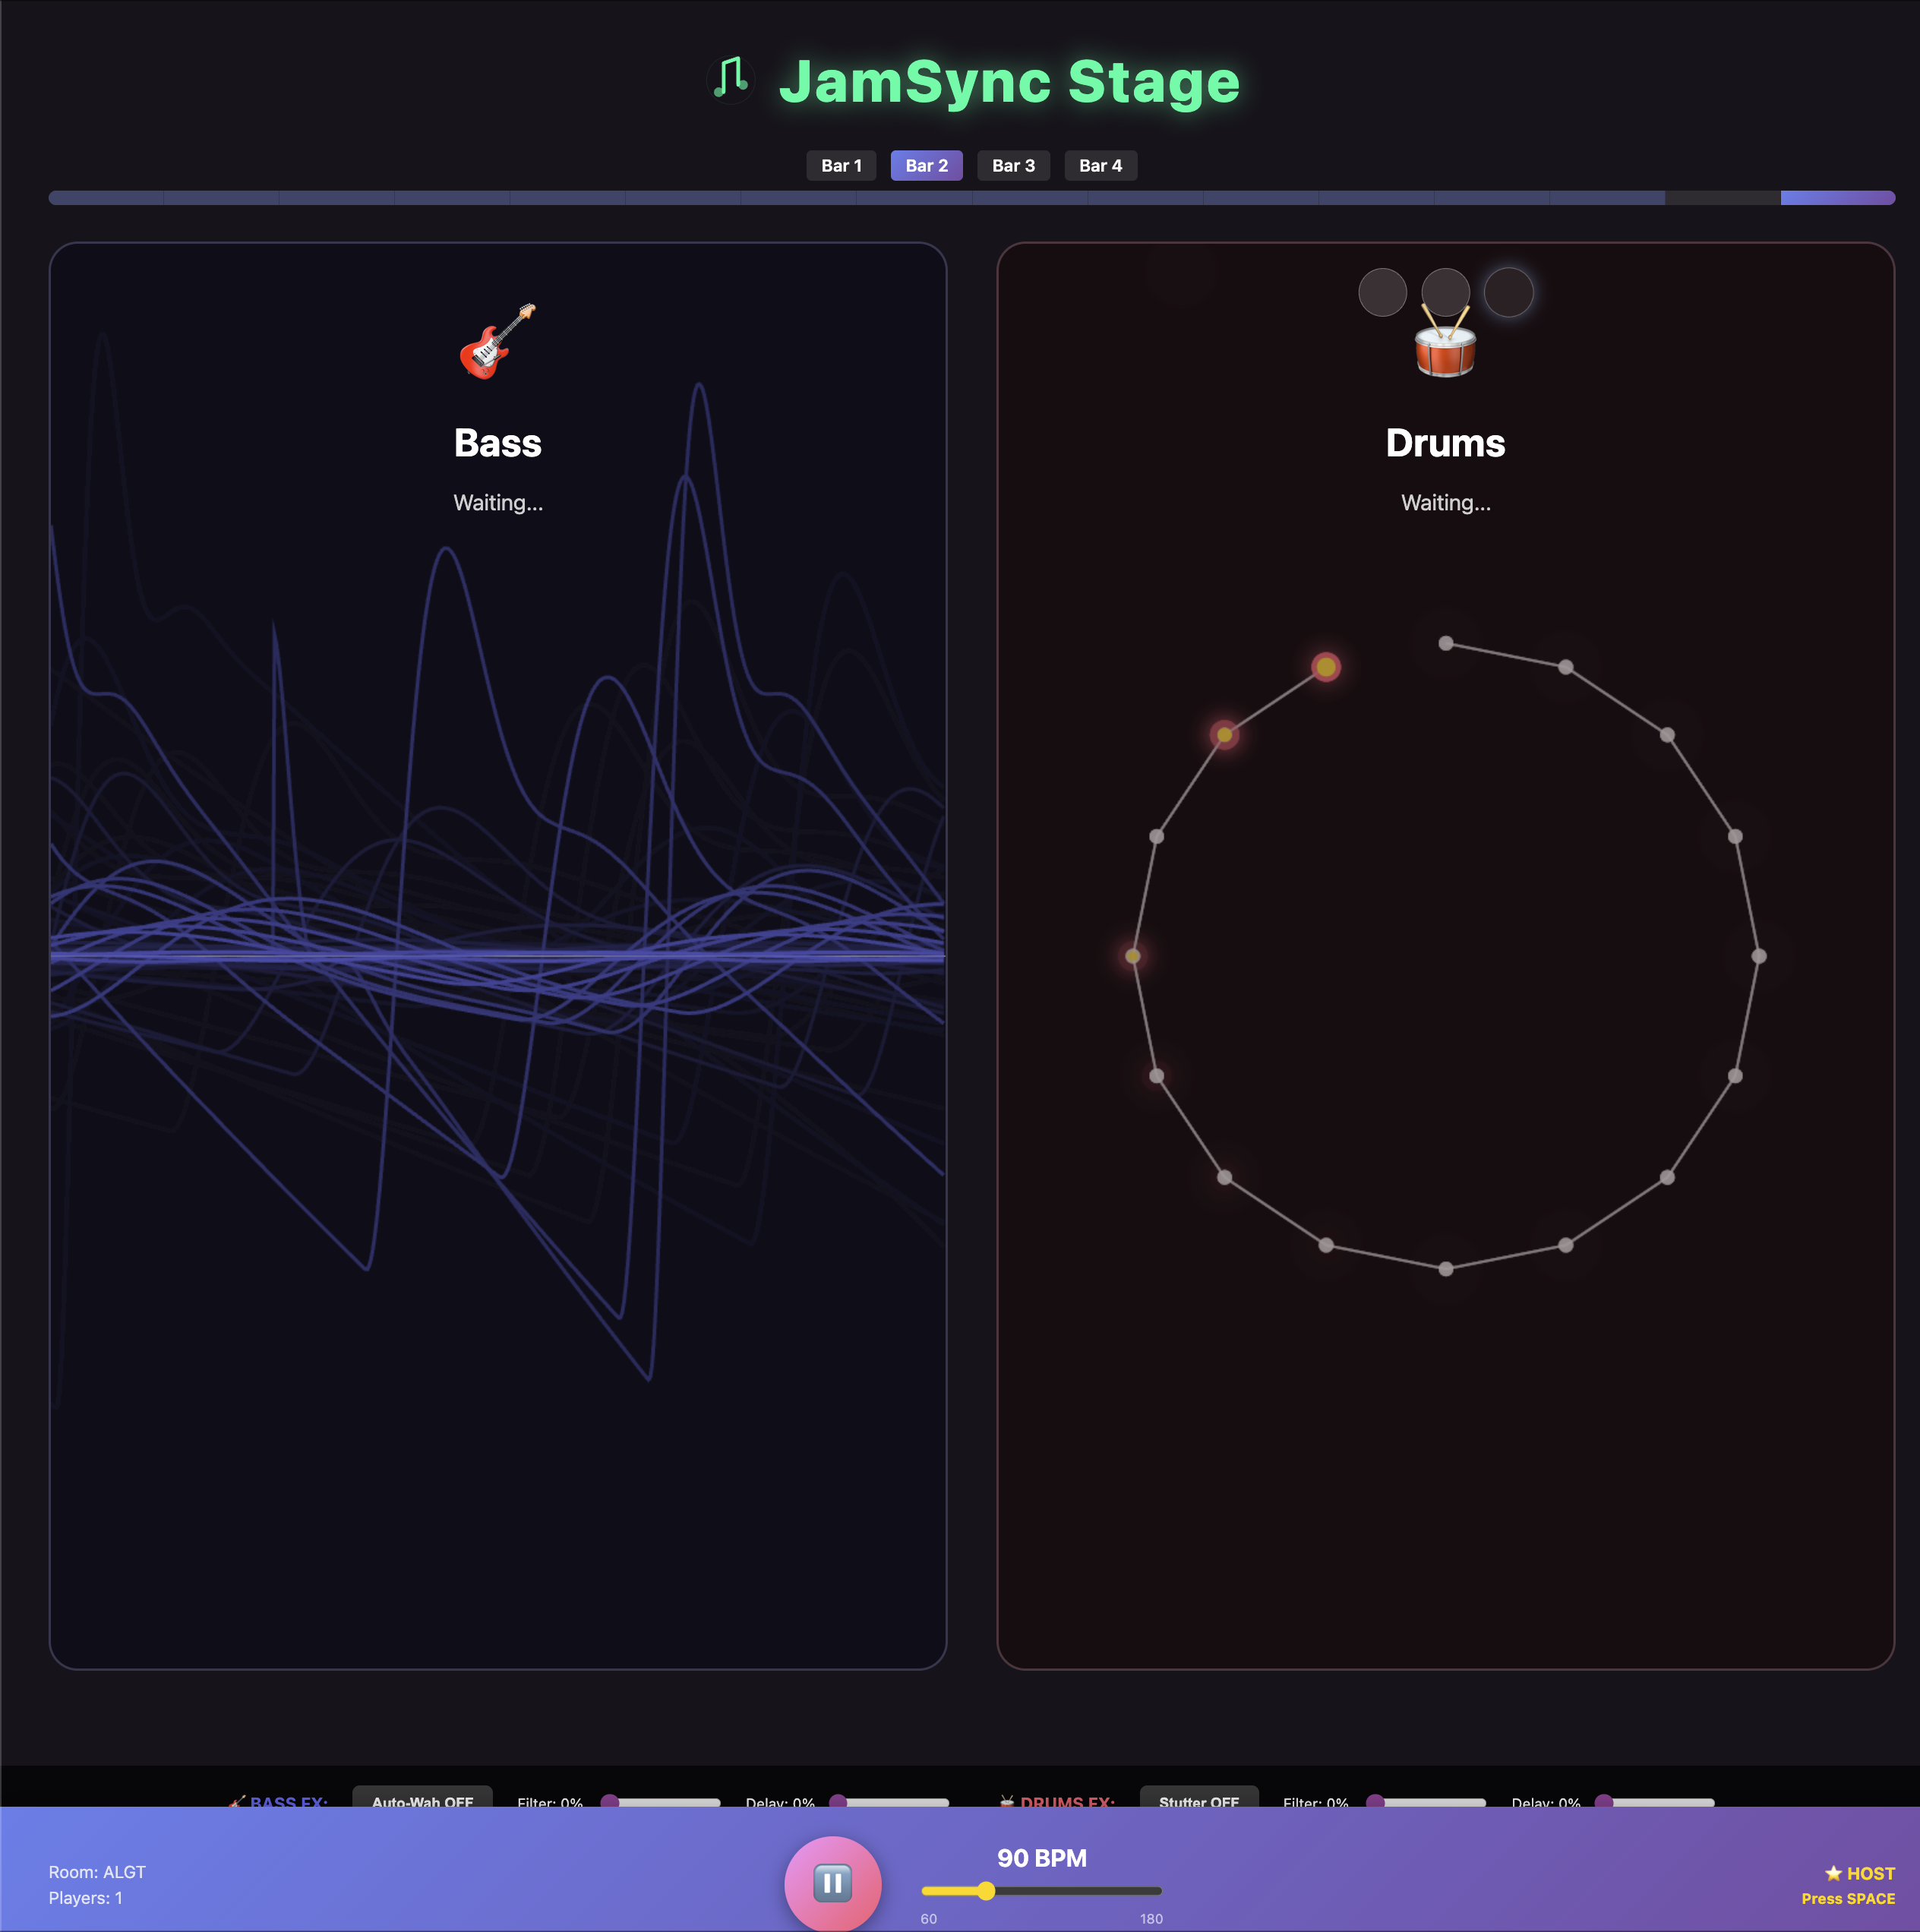 JamSync Stage
Bar 1 Bar 2 Bar 3 Bar 4
Bass
Waiting...
Drums
Waiting...
BASS FX: Auto-Wah OFF Filter: 0% Delay: 0% DRUMS FX: Stutter OFF Filter: 0% Delay: 0%
Room: ALGT
Players: 1
90 BPM
60 180
HOST
Press SPACE